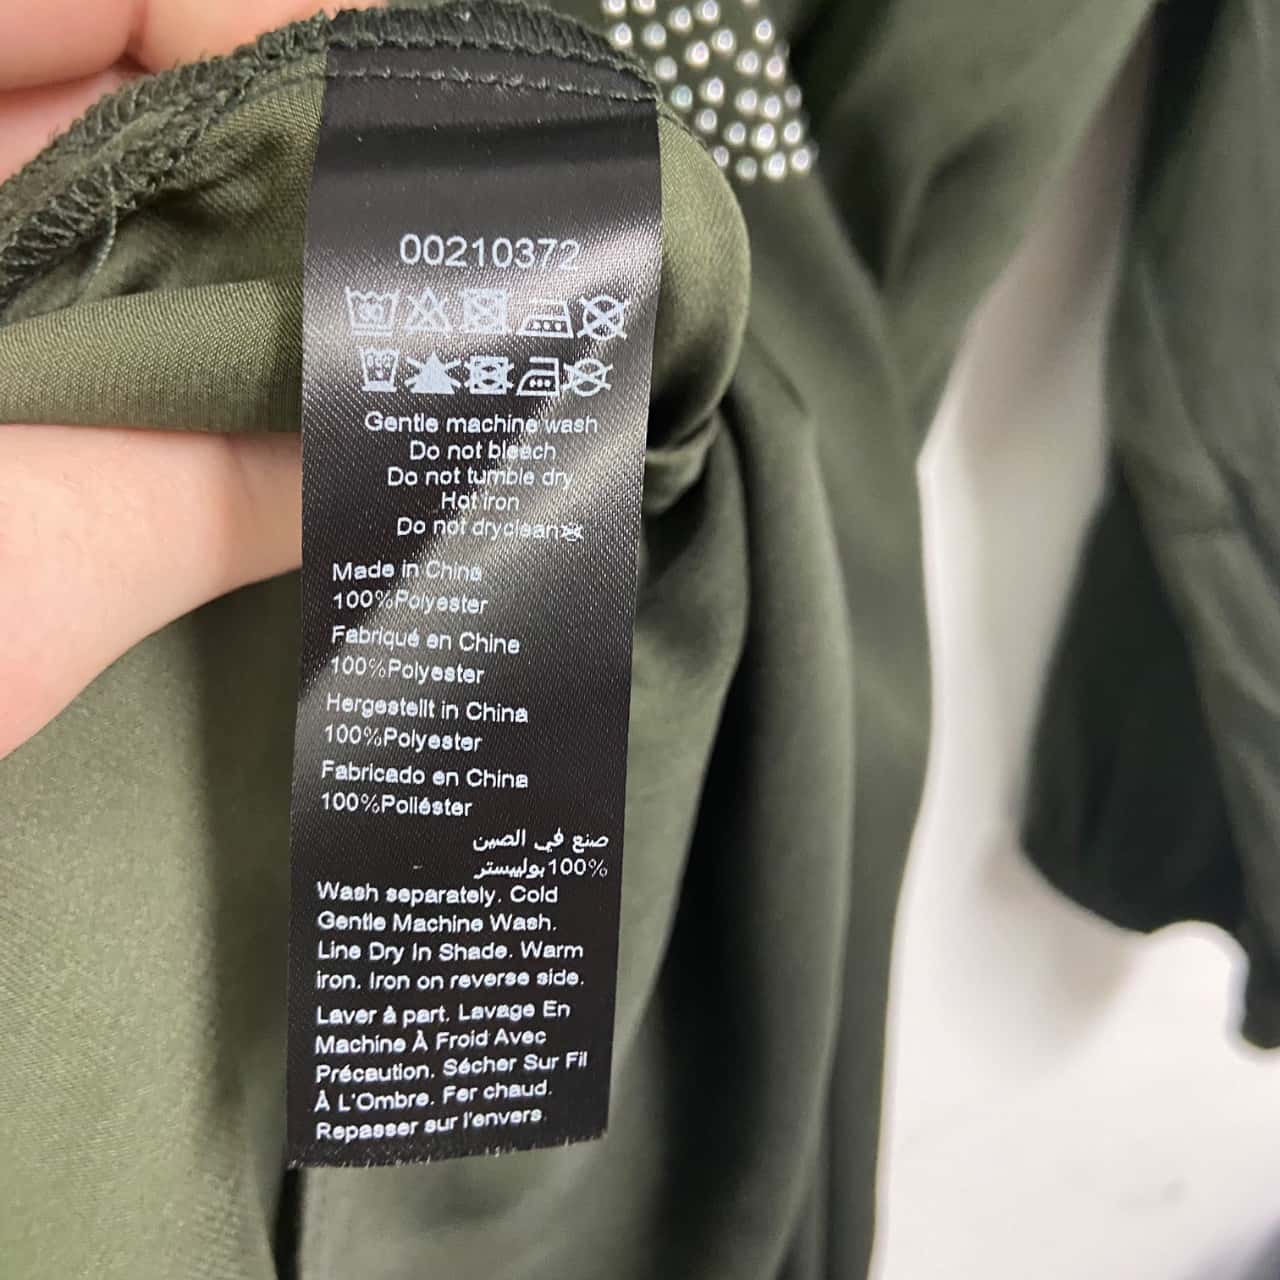 00210372
Gentle machine wash
Do not bleach
Do not tumble dry
Hot iron
Do not dryclean
Made in China
100%Polyester
Fabriqué en Chine
100%Polyester
Hergestellt in China
100%Polyester
Fabricado en China
100%Poliéster
صنع في الصين
100%بوليستر
Wash separately. Cold
Gentle Machine Wash.
Line Dry In Shade. Warm
iron. Iron on reverse side.
Laver à part. Lavage En
Machine À Froid Avec
Précaution. Sécher Sur Fil
À L'Ombre. Fer chaud.
Repasser sur l'envers.